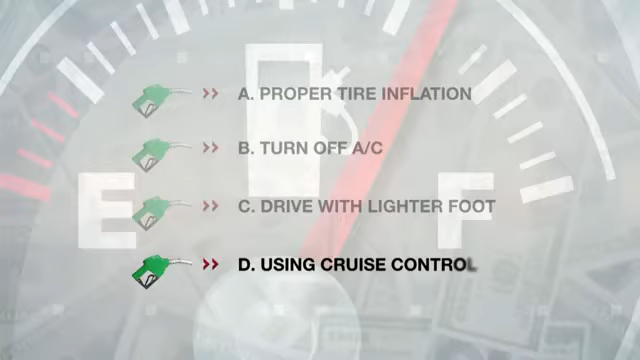 A. PROPER TIRE INFLATION
B. TURN OFF A/C
C. DRIVE WITH LIGHTER FOOT
D. USING CRUISE CONTROL
E F